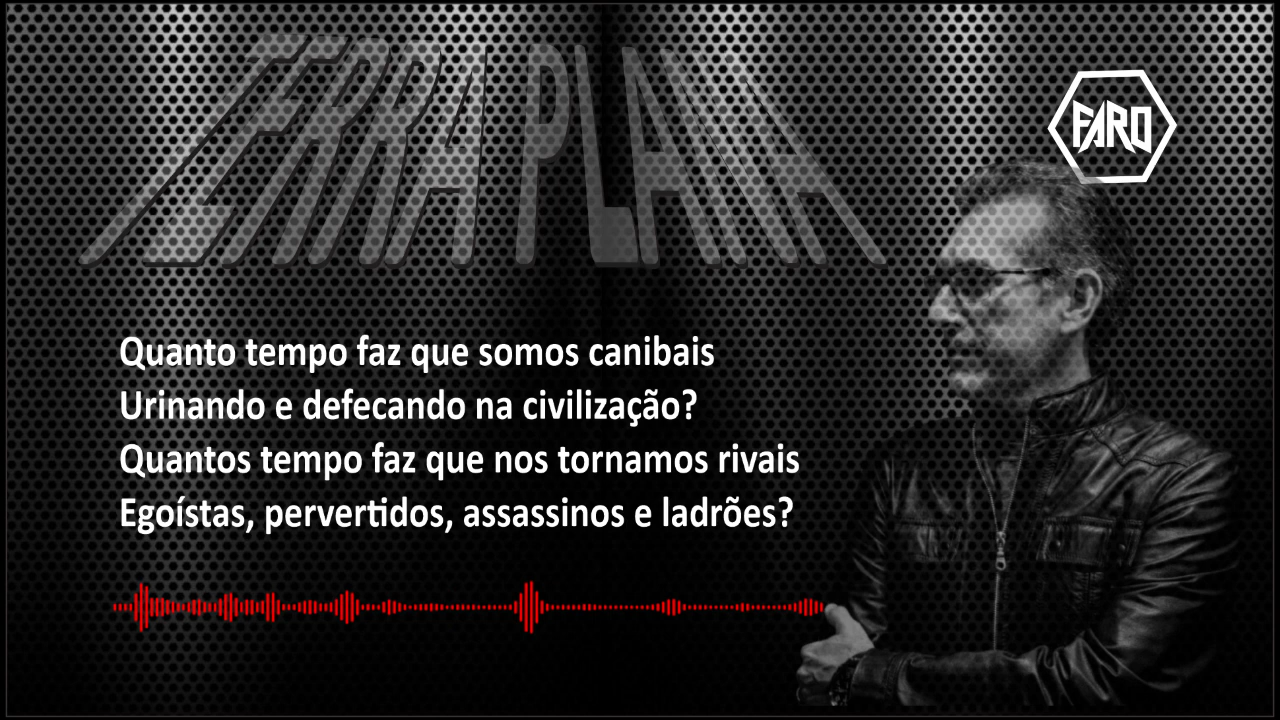 TERRA PLANA
FARO
Quanto tempo faz que somos canibais
Urinando e defecando na civilização?
Quantos tempo faz que nos tornamos rivais
Egoístas, pervertidos, assassinos e ladrões?